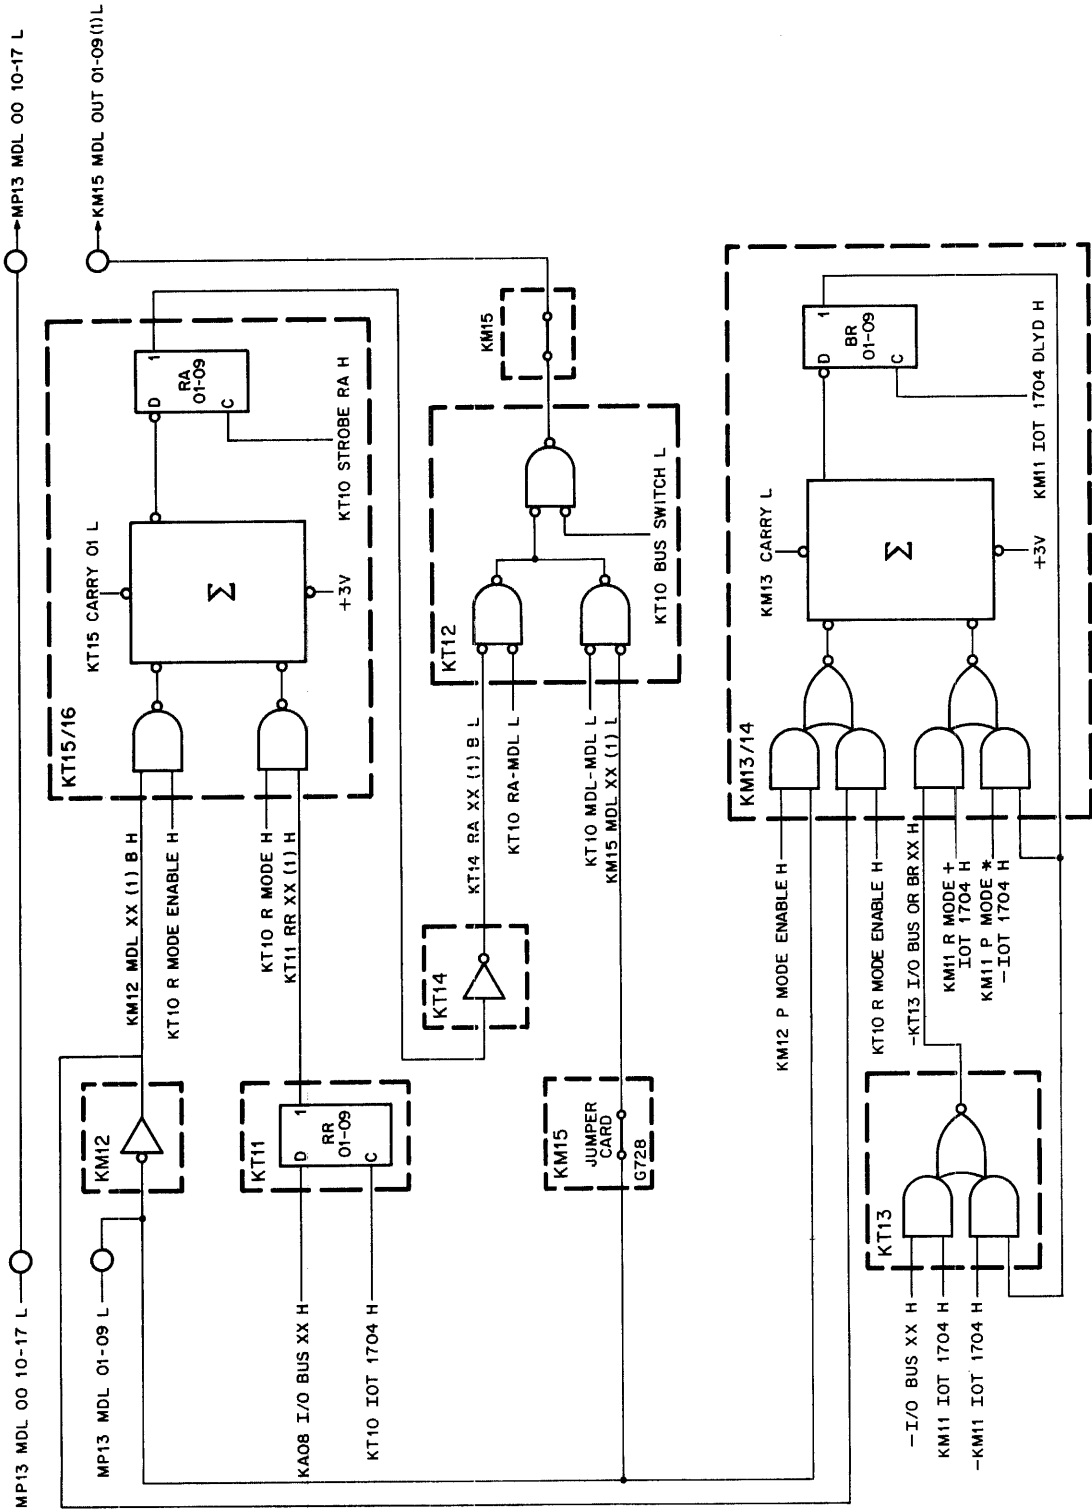 MP13 MDL 00 10-17 L
MP13 MDL 00 10-17 L
MP13 MDL 01-09 L
KM15 MDL OUT 01-09(1) L
KM12
KM12 MDL XX (1) B H
KT10 R MODE ENABLE H
KT15/16
KT15 CARRY 01 L
Σ
+3V
D
1
RA
01-09
C
KT10 STROBE RA H
KA08 I/O BUS XX H
KT10 IOT 1704 H
KT11
D
1
RR
01-09
C
KT10 R MODE H
KT11 RR XX (1) H
KT14
KT14 RA XX (1) B L
KT10 RA-MDL L
KT12
KT10 MDL-MDL L
KM15 MDL XX (1) L
KT10 BUS SWITCH L
KM15
KM15
JUMPER
CARD
G728
KM12 P MODE ENABLE H
KT10 R MODE ENABLE H
-KT13 I/O BUS OR BR XX H
KM11 R MODE +
IOT 1704 H
KM11 P MODE *
-IOT 1704 H
KM13/14
KM13 CARRY L
Σ
+3V
D
1
BR
01-09
C
KM11 IOT 1704 DLYD H
KT13
-I/O BUS XX H
KM11 IOT 1704 H
-KM11 IOT 1704 H